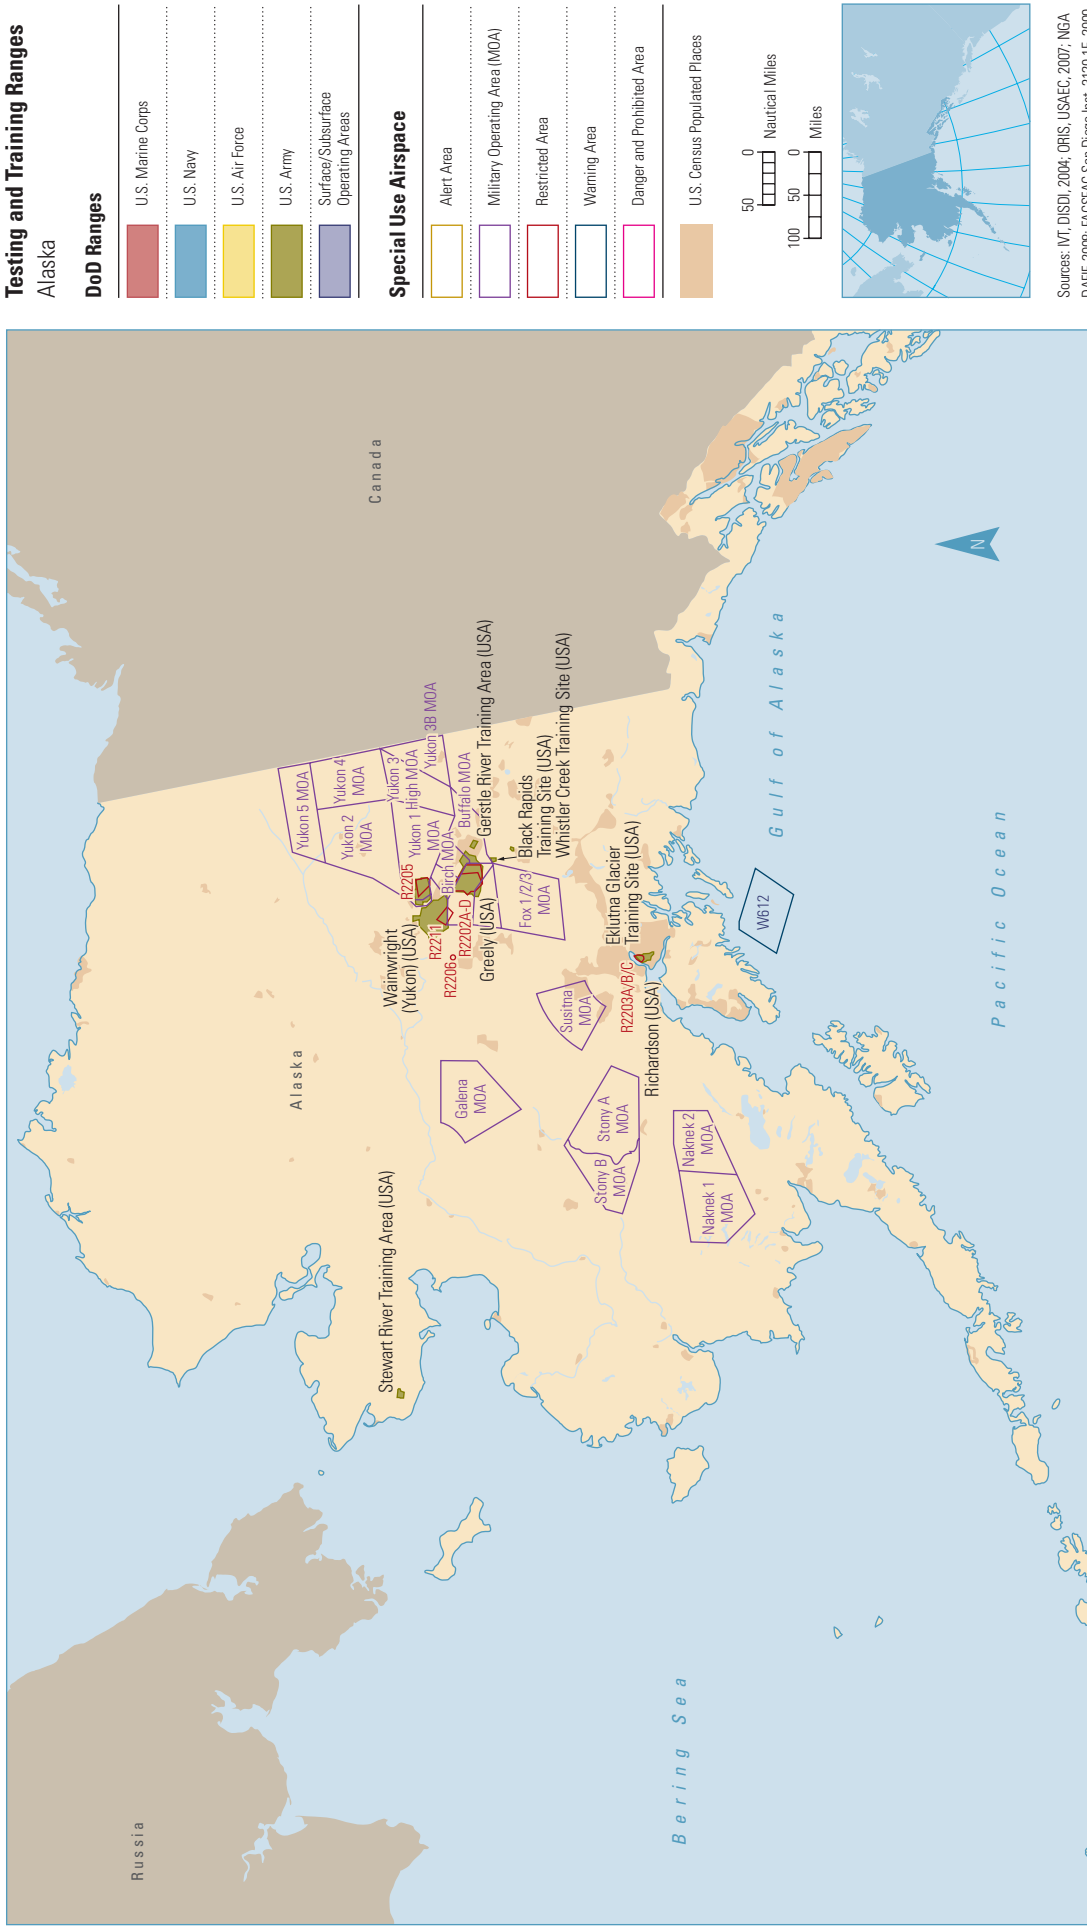 Testing and Training Ranges
Alaska
DoD Ranges
U.S. Marine Corps
U.S. Navy
U.S. Air Force
U.S. Army
Surface/Subsurface
Operating Areas
Special Use Airspace
Alert Area
Military Operating Area (MOA)
Restricted Area
Warning Area
Danger and Prohibited Area
U.S. Census Populated Places
50
0
Nautical Miles
100
50
0
Miles
Sources: IVT, DISDI, 2004; ORIS, USAEC, 2007; NGA
Russia
Canada
Alaska
Stewart River Training Area (USA)
Wainwright
(Yukon) (USA)
R2205
R2211
R2206
R2202A-D
Greely (USA)
Yukon 5 MOA
Yukon 4
MOA
Yukon 2
MOA
Yukon 3
High MOA
Yukon 1
MOA
Yukon 3B MOA
Birch MOA
Buffalo MOA
Gerstle River Training Area (USA)
Black Rapids
Training Site (USA)
Whistler Creek Training Site (USA)
Fox 1/2/3
MOA
Eklutna Glacier
Training Site (USA)
R2203A/B/C
Richardson (USA)
Susitna
MOA
Galena
MOA
Stony A
MOA
Stony B
MOA
Naknek 2
MOA
Naknek 1
MOA
W612
Gulf of Alaska
Pacific Ocean
Bering Sea
N